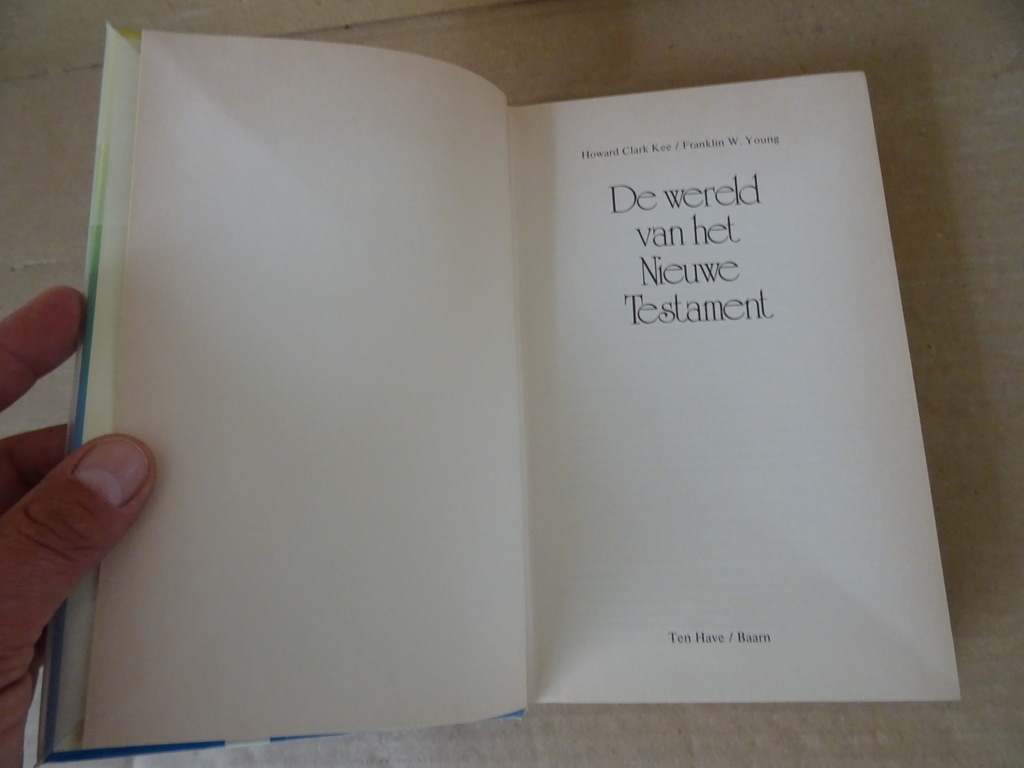 Howard Clark Kee / Franklin W. Young
De wereld
van het
Nieuwe
Testament
Ten Have / Baarn